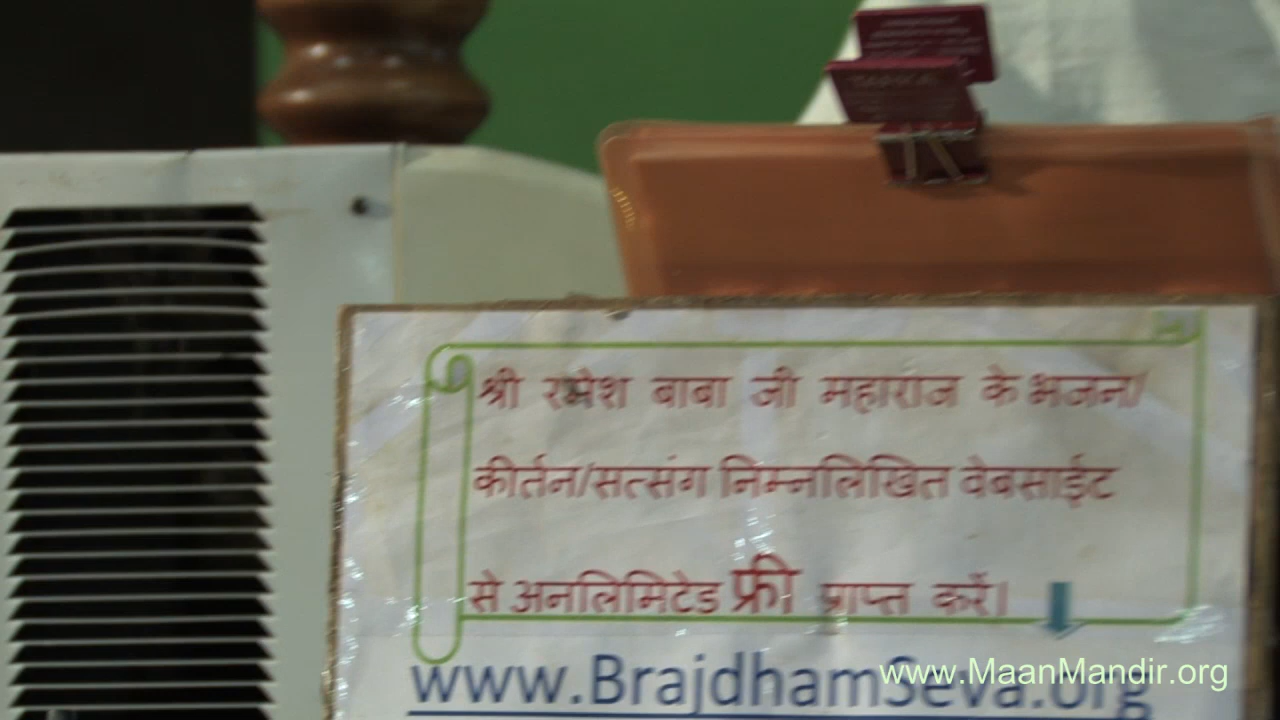 श्री रमेश बाबा जी महाराज के भजन/
कीर्तन/सत्संग निम्नलिखित वेबसाईट
से अनलिमिटेड फ्री प्राप्त करें।
www.BrajdhamSeva.org
www.MaanMandir.org